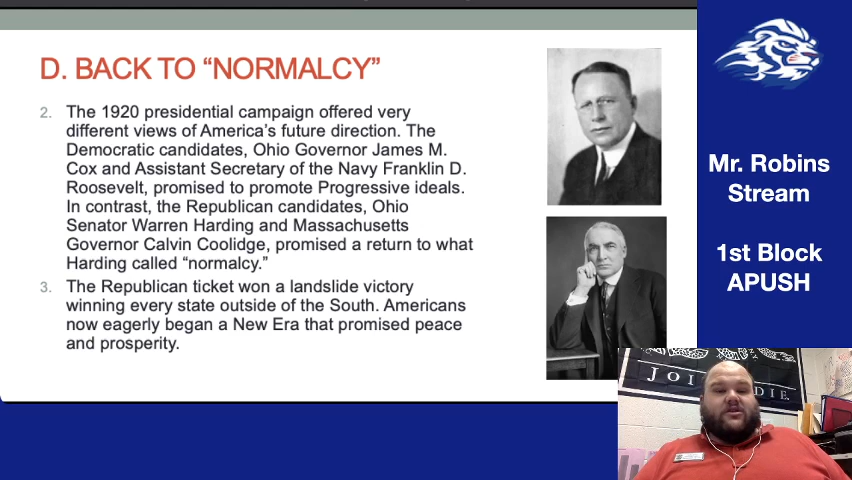 D. BACK TO “NORMALCY”
2. The 1920 presidential campaign offered very
different views of America’s future direction. The
Democratic candidates, Ohio Governor James M.
Cox and Assistant Secretary of the Navy Franklin D.
Roosevelt, promised to promote Progressive ideals.
In contrast, the Republican candidates, Ohio
Senator Warren Harding and Massachusetts
Governor Calvin Coolidge, promised a return to what
Harding called “normalcy.”
3. The Republican ticket won a landslide victory
winning every state outside of the South. Americans
now eagerly began a New Era that promised peace
and prosperity.
Mr. Robins
Stream
1st Block
APUSH
JOI DIE.